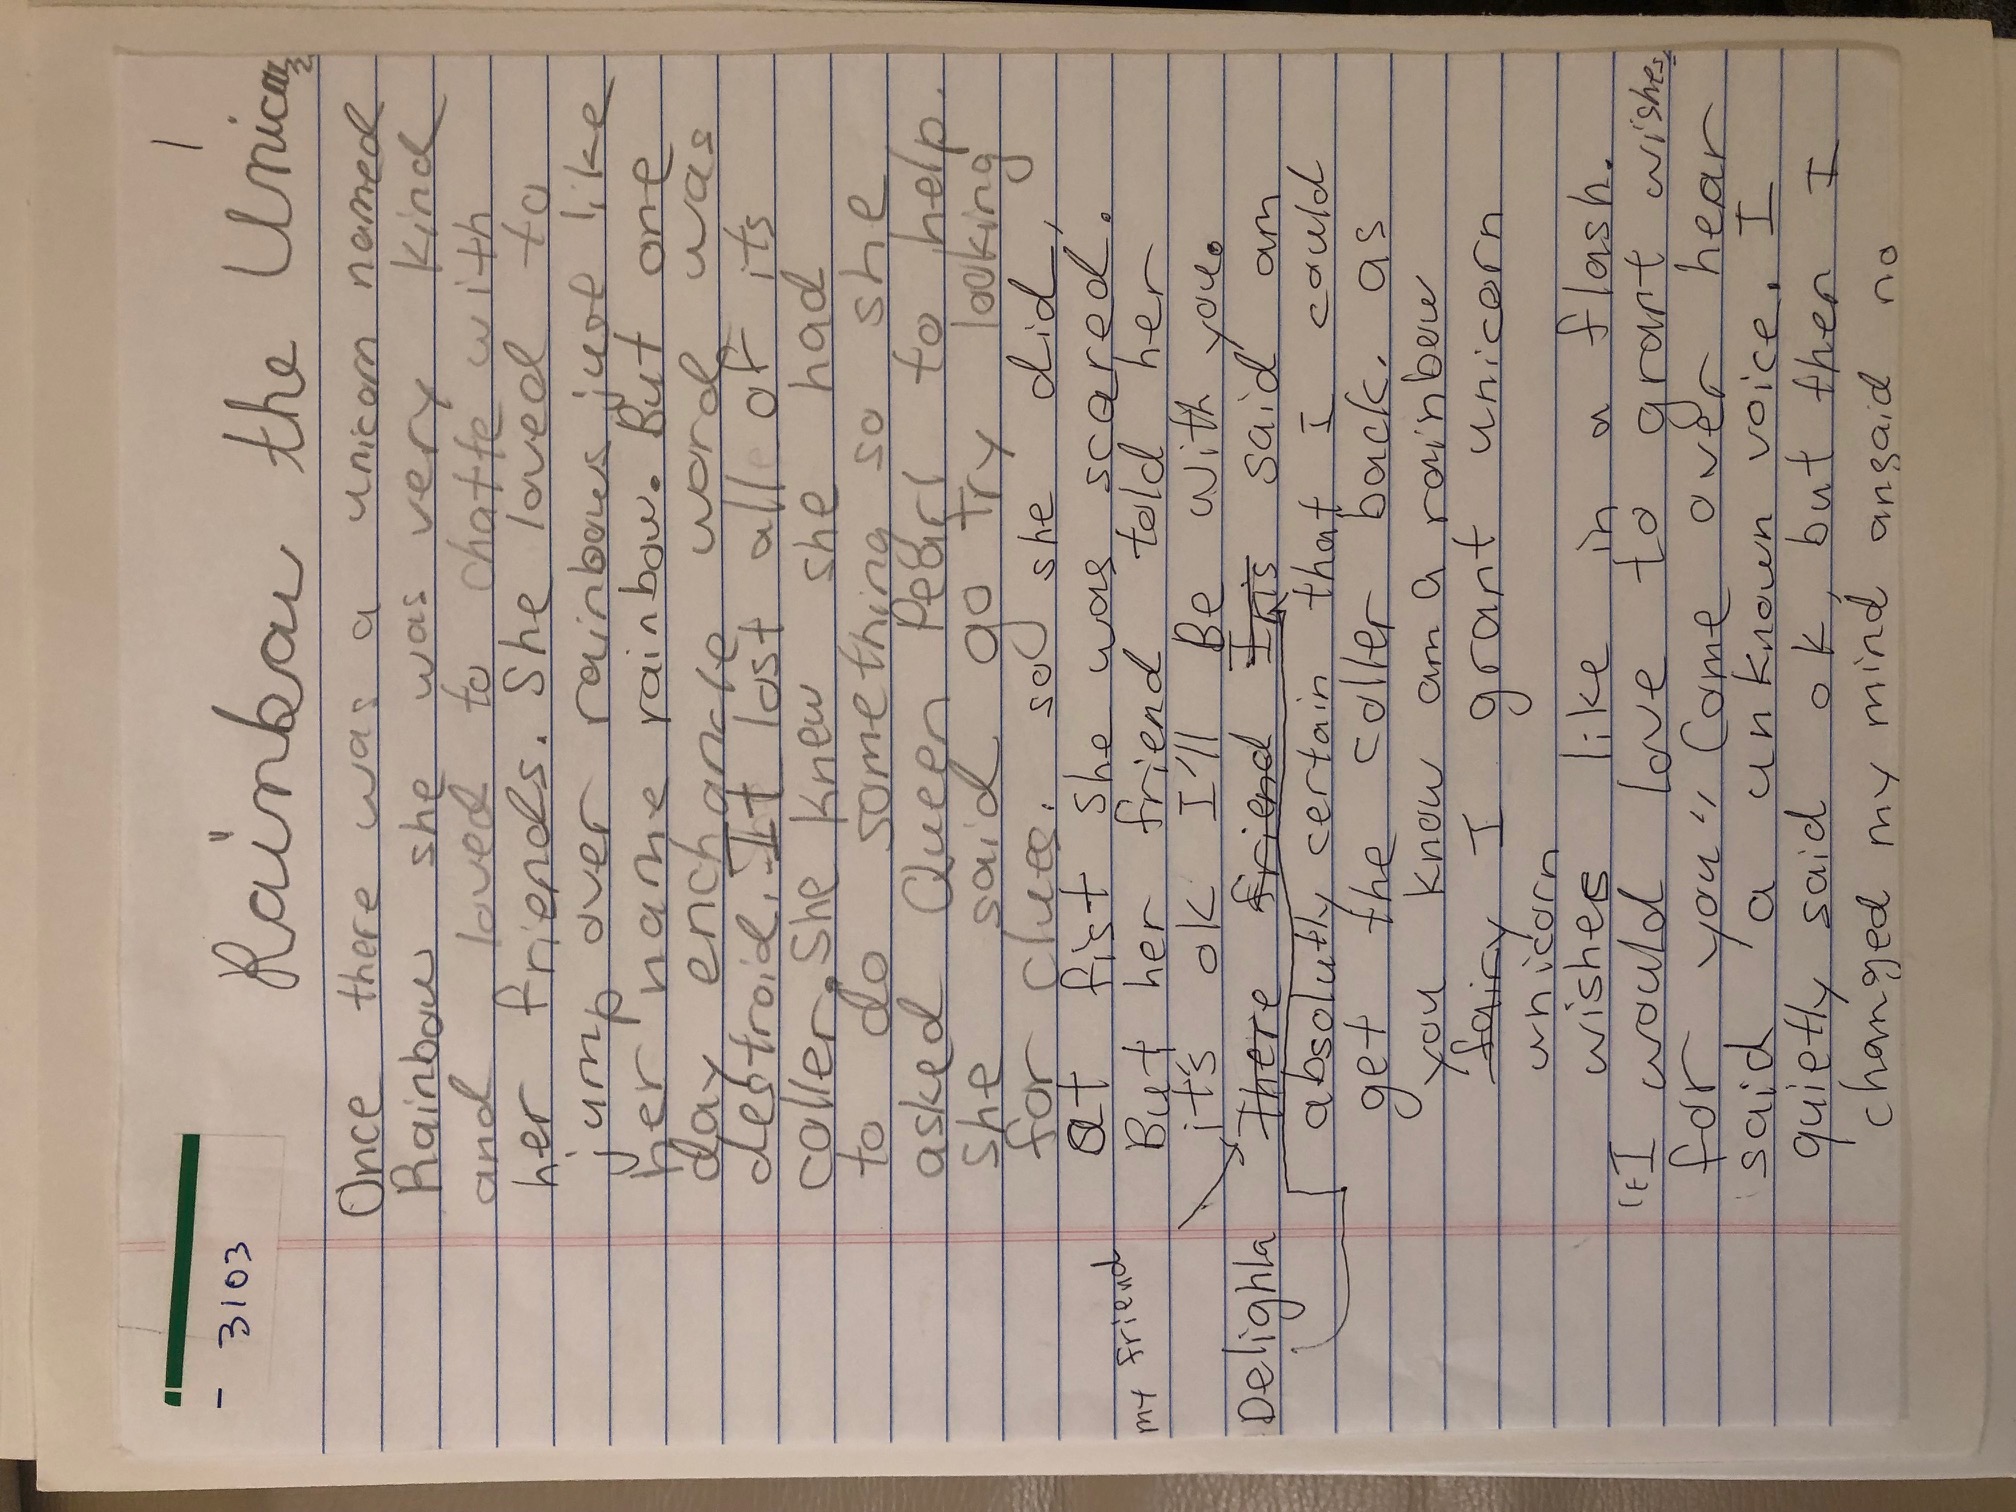 1
- 3103
Rainbow the Unicorn
Once there was a unicorn named
Rainbow she was very kind
and loved to chatte with
her friends. She loved to
jump over rainbows just like
her name rainbow. But one
day enchancle word was
destroid. It lost all of its
coller. She knew she had
to do something so she
asked Queen Pearl to help.
she said go try looking
for clues. so she did,
at fist she was scared.
But her friend told her
my friend
it's ok I'll Be with you.
Delighla
There friend Iris said am
absolutly certain that I could
get the coller back. as
you know am a rainbow
fairy I grant unicorn
unicorn
wishes like in a flash.
"I would love to grant wishes
for you" Come over hear
said a unknown voice. I
quietly said ok, but then I
changed my mind ansaid no